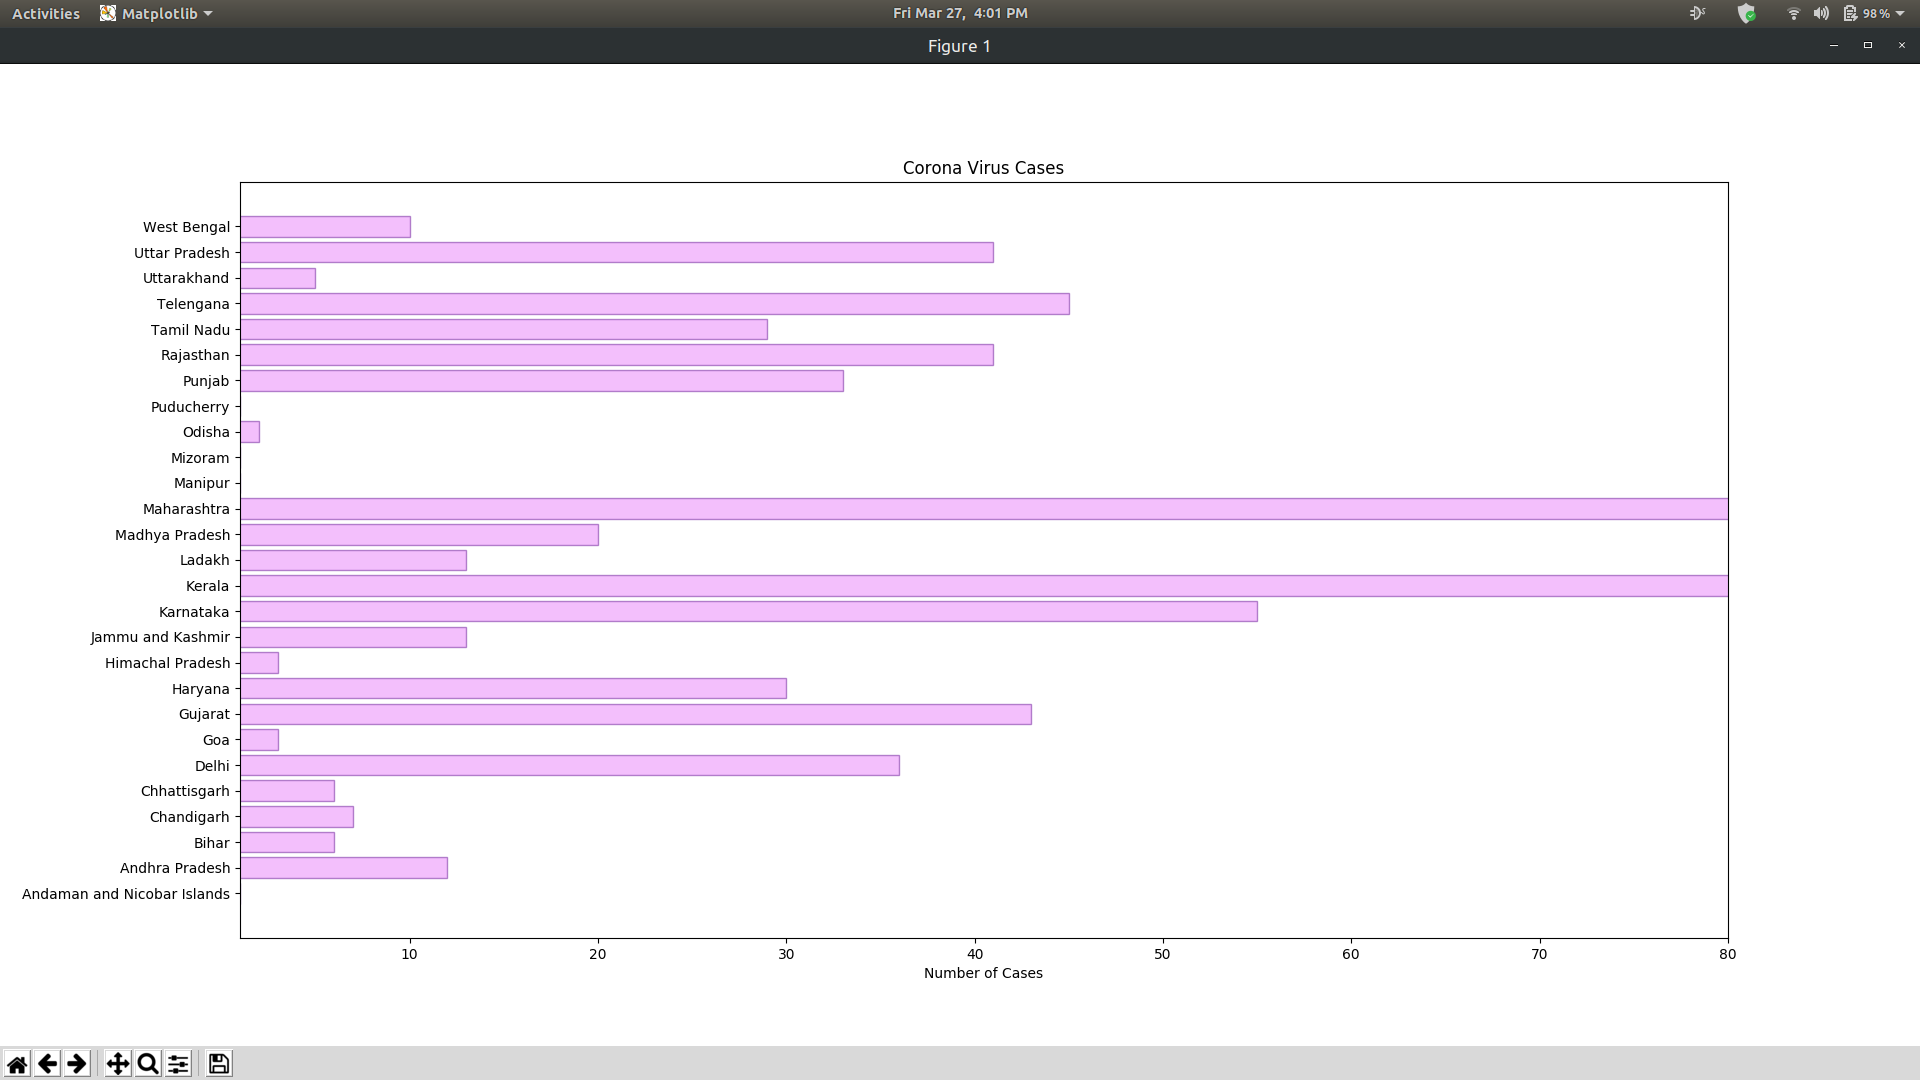 Activities Matplotlib Fri Mar 27, 4:01 PM 98 %
Figure 1
Corona Virus Cases
West Bengal
Uttar Pradesh
Uttarakhand
Telengana
Tamil Nadu
Rajasthan
Punjab
Puducherry
Odisha
Mizoram
Manipur
Maharashtra
Madhya Pradesh
Ladakh
Kerala
Karnataka
Jammu and Kashmir
Himachal Pradesh
Haryana
Gujarat
Goa
Delhi
Chhattisgarh
Chandigarh
Bihar
Andhra Pradesh
Andaman and Nicobar Islands
10 20 30 40 50 60 70 80
Number of Cases